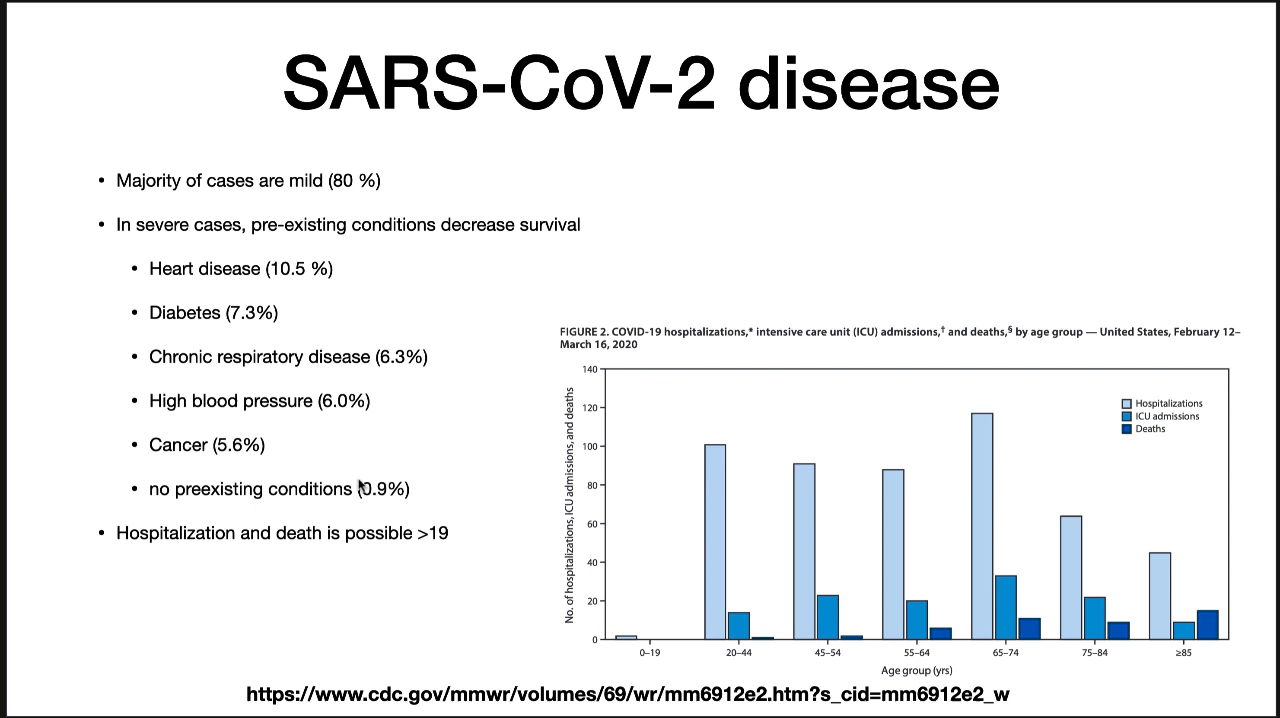 SARS-CoV-2 disease
• Majority of cases are mild (80 %)
• In severe cases, pre-existing conditions decrease survival
• Heart disease (10.5 %)
• Diabetes (7.3%)
• Chronic respiratory disease (6.3%)
• High blood pressure (6.0%)
• Cancer (5.6%)
• no preexisting conditions (0.9%)
• Hospitalization and death is possible >19
FIGURE 2. COVID-19 hospitalizations,* intensive care unit (ICU) admissions,† and deaths,§ by age group — United States, February 12–
March 16, 2020
No. of hospitalizations, ICU admissions, and deaths
140
120
100
80
60
40
20
0
Hospitalizations
ICU admissions
Deaths
0–19 20–44 45–54 55–64 65–74 75–84 ≥85
Age group (yrs)
https://www.cdc.gov/mmwr/volumes/69/wr/mm6912e2.htm?s_cid=mm6912e2_w